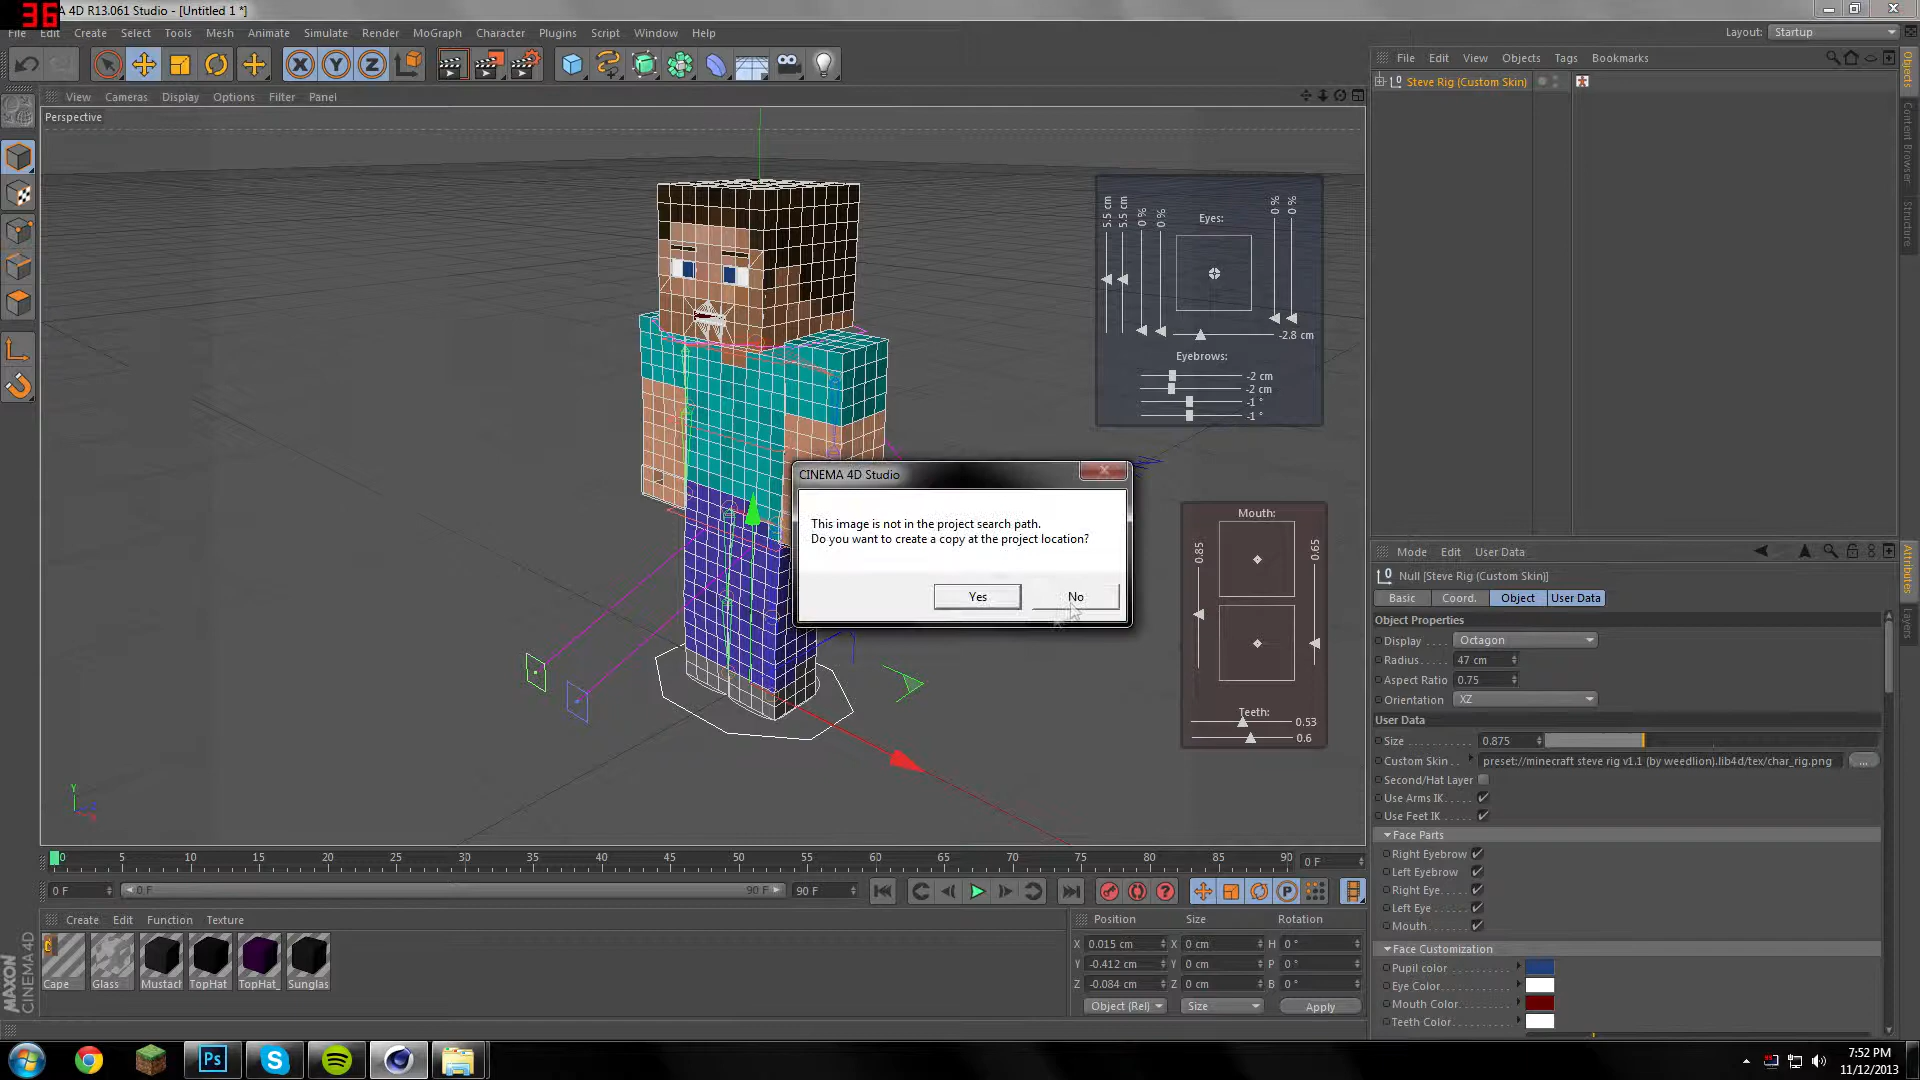 36
A 4D R13.061 Studio - [Untitled 1 *]
File Edit Create Select Tools Mesh Animate Simulate Render MoGraph Character Plugins Script Window Help
Layout: Startup
View Cameras Display Options Filter Panel
Perspective
File Edit View Objects Tags Bookmarks
Steve Rig (Custom Skin)
Objects
Content Browser
Structure
5.5 cm 5.5 cm 0 % 0 % Eyes: 0 % 0 %
-2.8 cm
Eyebrows:
-2 cm
-2 cm
-1 °
-1 °
CINEMA 4D Studio
This image is not in the project search path.
Do you want to create a copy at the project location?
Yes No
Mouth:
0.85 0.65
Teeth:
0.53
0.6
Y
Mode Edit User Data
Null [Steve Rig (Custom Skin)]
Basic Coord. Object User Data
Object Properties
Display Octagon
Radius 47 cm
Aspect Ratio 0.75
Orientation XZ
User Data
Size 0.875
Custom Skin preset://minecraft steve rig v1.1 (by weedlion).lib4d/tex/char_rig.png ...
Second/Hat Layer
Use Arms IK
Use Feet IK
Face Parts
Right Eyebrow
Left Eyebrow
Right Eye
Left Eye
Mouth
Face Customization
Pupil color
Eye Color
Mouth Color
Teeth Color
Attributes
Layers
0 5 10 15 20 25 30 35 40 45 50 55 60 65 70 75 80 85 90 0 F
0 F 0 F 90 F 90 F
Create Edit Function Texture
Cape Glass Mustach TopHat TopHat_ Sunglas
MAXON
CINEMA 4D
Position Size Rotation
X 0.015 cm X 0 cm H 0 °
Y -0.412 cm Y 0 cm P 0 °
Z -0.084 cm Z 0 cm B 0 °
Object (Rel) Size Apply
Ps
7:52 PM
11/12/2013